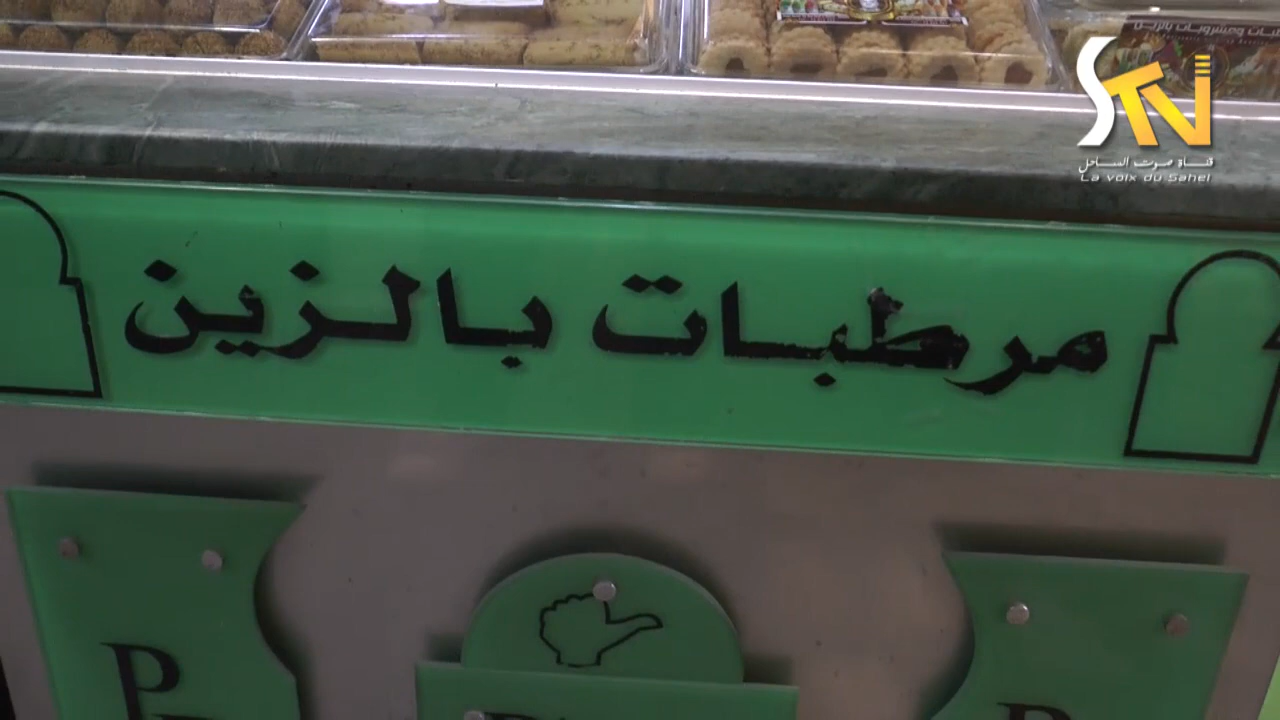 STN
قناة صوت الساحل
La voix du Sahel
مرطبات بالزين
P